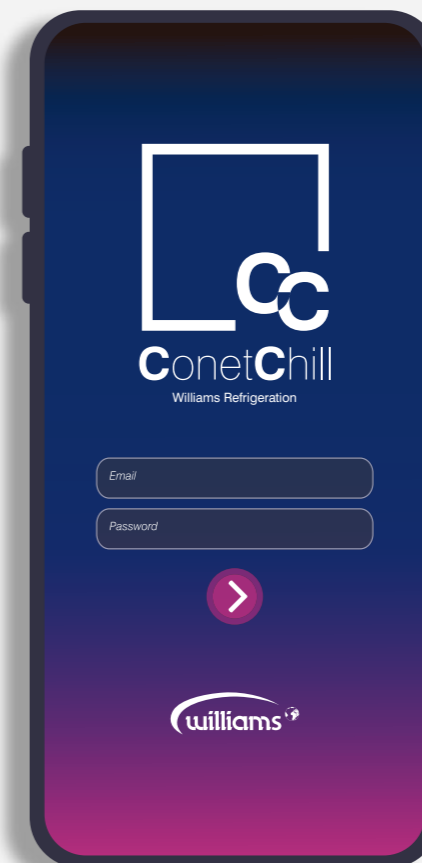 CC
ConetChill
Williams Refrigeration
Email
Password
williams